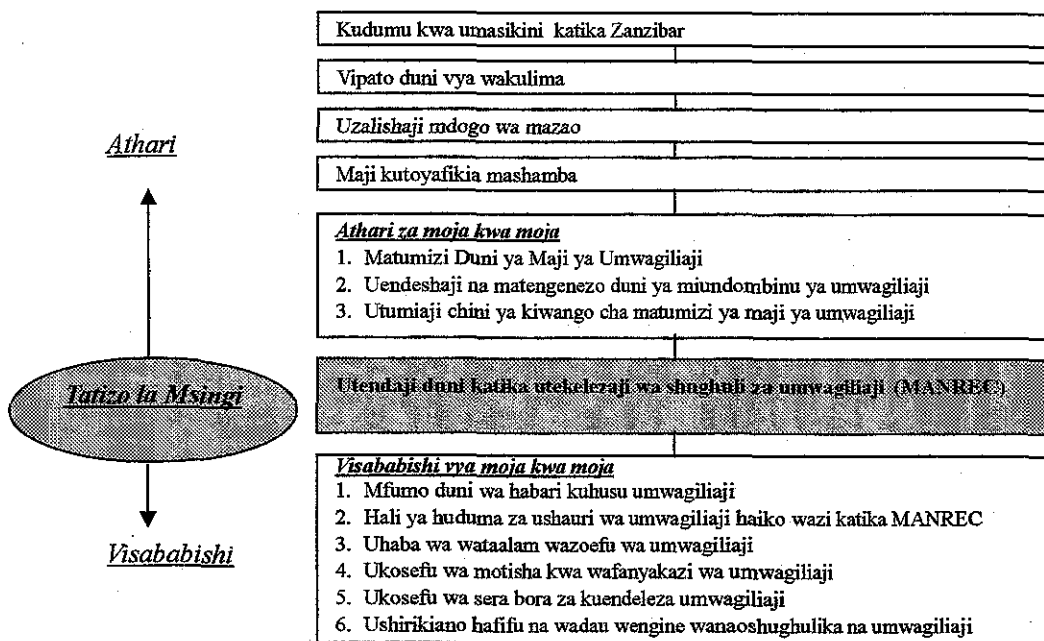 Kudumu kwa umasikini katika Zanzibar
Vipato duni vya wakulima
Uzalishaji mdogo wa mazao
Maji kutoyafikia mashamba
Athari
Athari za moja kwa moja
1. Matumizi Duni ya Maji ya Umwagiliaji
2. Uendeshaji na matengenezo duni ya miundombinu ya umwagiliaji
3. Utumiaji chini ya kiwango cha matumizi ya maji ya umwagiliaji
Tatizo la Msingi
Utendaji duni katika utekelezaji wa shughuli za umwagiliaji (MANREC)
Visababishi vya moja kwa moja
1. Mfumo duni wa habari kuhusu umwagiliaji
2. Hali ya huduma za ushauri wa umwagiliaji haiko wazi katika MANREC
3. Uhaba wa wataalam wazoefu wa umwagiliaji
4. Ukosefu wa motisha kwa wafanyakazi wa umwagiliaji
5. Ukosefu wa sera bora za kuendeleza umwagiliaji
6. Ushirikiano hafifu na wadau wengine wanaoshughulika na umwagiliaji
Visababishi